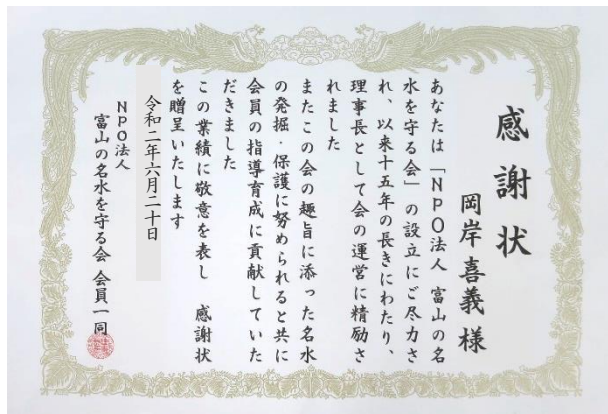 感謝状
岡岸喜義様
あなたは「NPO法人 富山の名
水を守る会」の設立にご尽力さ
れ、以来十五年の長きにわたり、
理事長として会の運営に精励さ
れました
またこの会の趣旨に添った名水
の発掘・保護に努められると共に
会員の指導育成に貢献していた
だきました
この業績に敬意を表し 感謝状
を贈呈いたします
令和二年六月二十日
NPO法人
富山の名水を守る会 会員一同